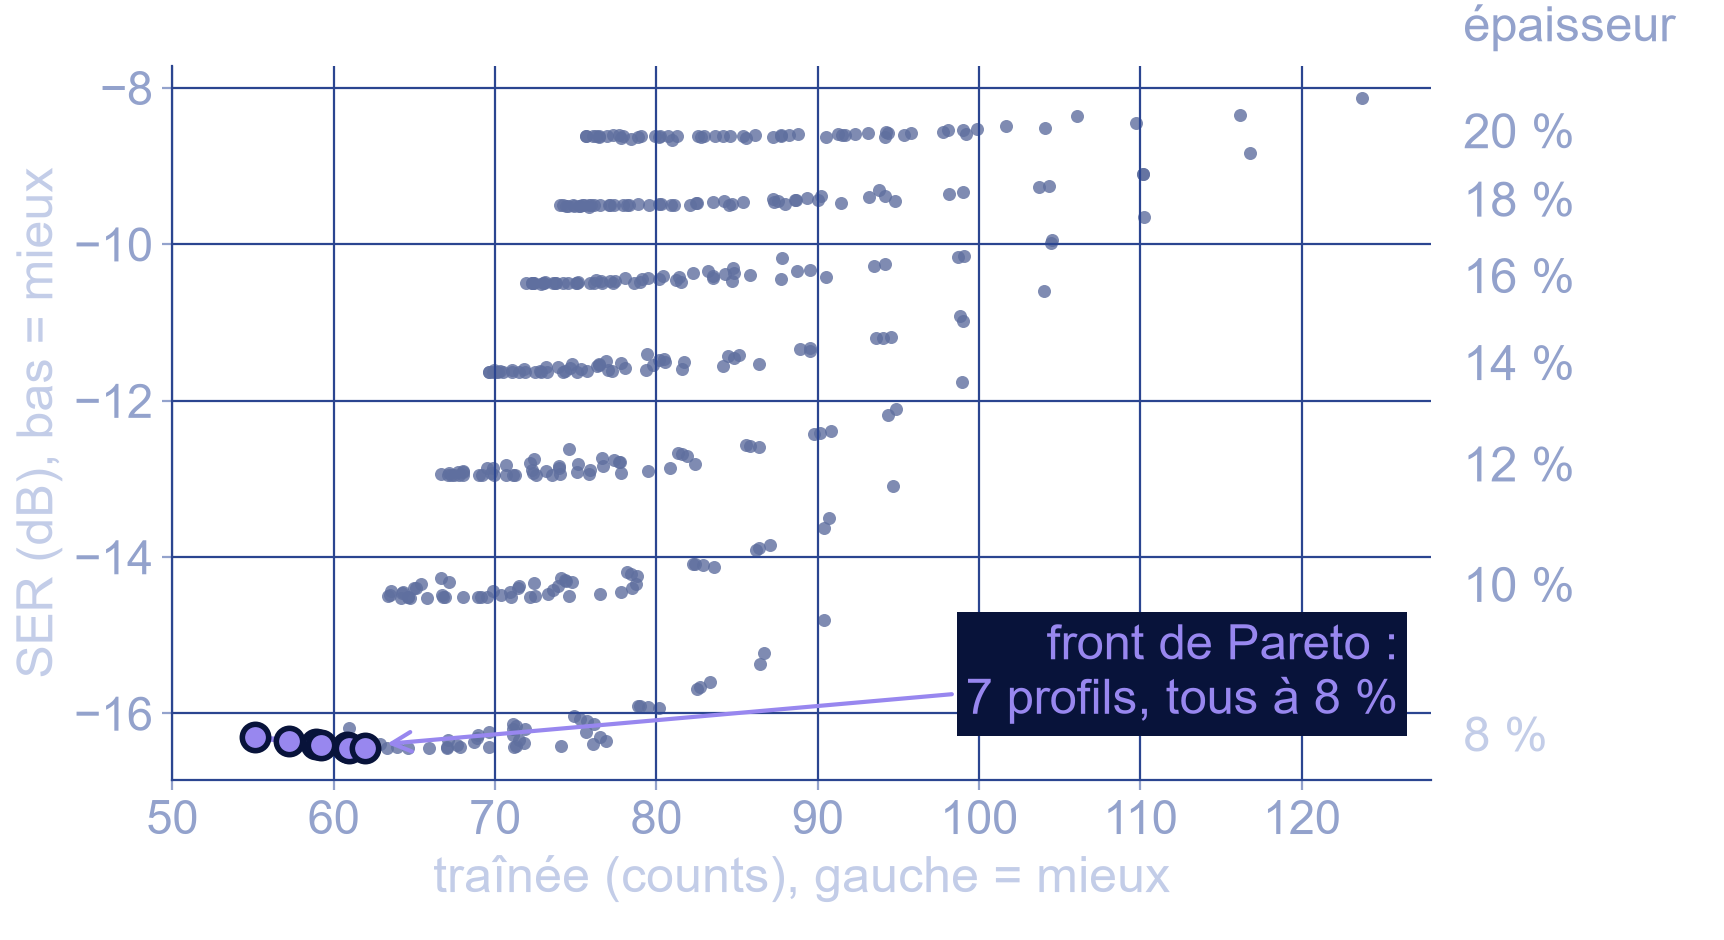 épaisseur
−8
20 %
18 %
−10
16 %
14 %
−12
12 %
−14
10 %
front de Pareto :
7 profils, tous à 8 %
−16
8 %
50 60 70 80 90 100 110 120
traînée (counts), gauche = mieux
SER (dB), bas = mieux